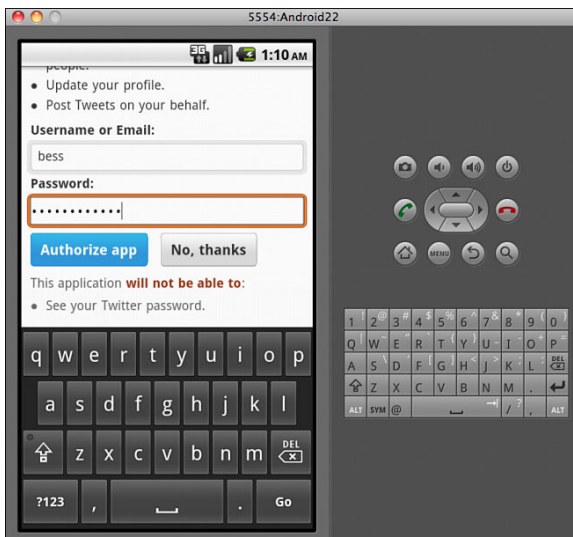 5554:Android22
3G 1:10 AM
people.
• Update your profile.
• Post Tweets on your behalf.
Username or Email:
bess
Password:
••••••••••••
Authorize app No, thanks
This application will not be able to:
• See your Twitter password.
q w e r t y u i o p
a s d f g h j k l
z x c v b n m DEL
?123 , . Go
MENU
1 ! 2 @ 3 # 4 $ 5 % 6 ^ 7 & 8 * 9 ( 0 )
Q W ~ E R T { Y } U - I O + P =
A S \ D F [ G ] H < J > K ; L : DEL
Z X C V B N M .
ALT SYM @ / ? , ALT